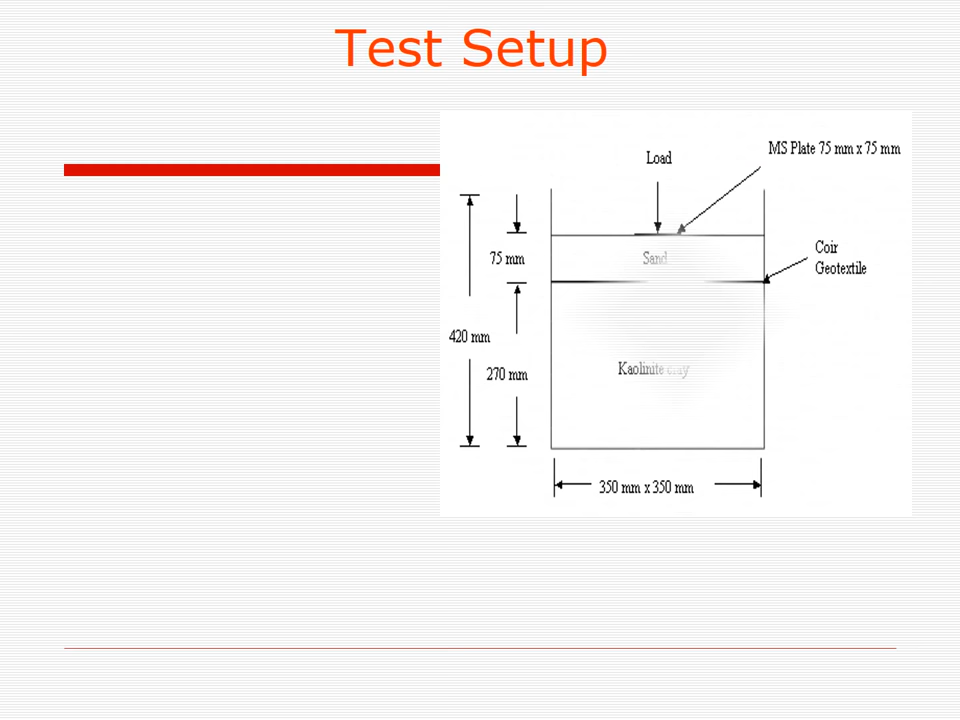 Test Setup
Load
MS Plate 75 mm x 75 mm
Sand
75 mm
Coir
Geotextile
420 mm
270 mm
Kaolinite clay
350 mm x 350 mm